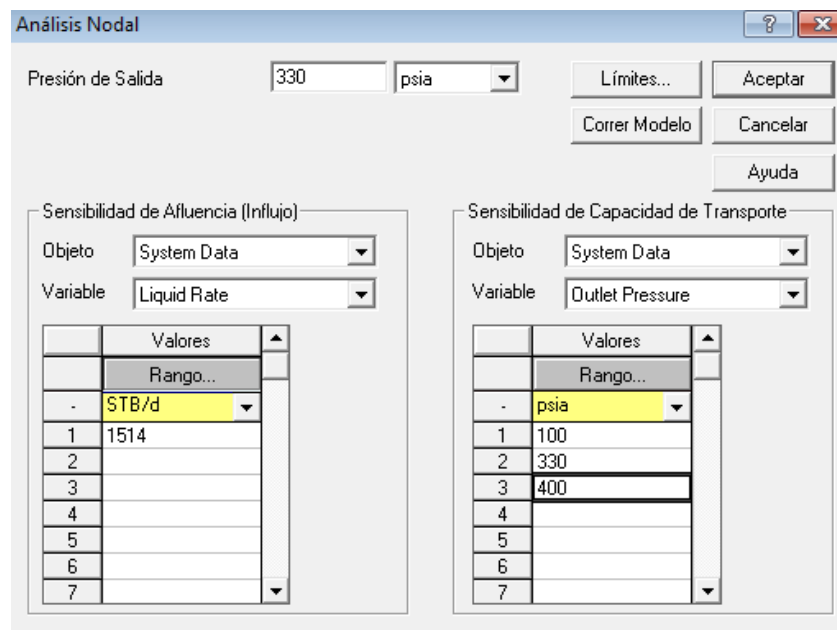 Análisis Nodal
Presión de Salida 330 psia Límites... Aceptar
Correr Modelo Cancelar
Ayuda
Sensibilidad de Afluencia (Influjo)
Objeto System Data
Variable Liquid Rate
Valores
Rango...
- STB/d
1 1514
2
3
4
5
6
7
Sensibilidad de Capacidad de Transporte
Objeto System Data
Variable Outlet Pressure
Valores
Rango...
- psia
1 100
2 330
3 400
4
5
6
7